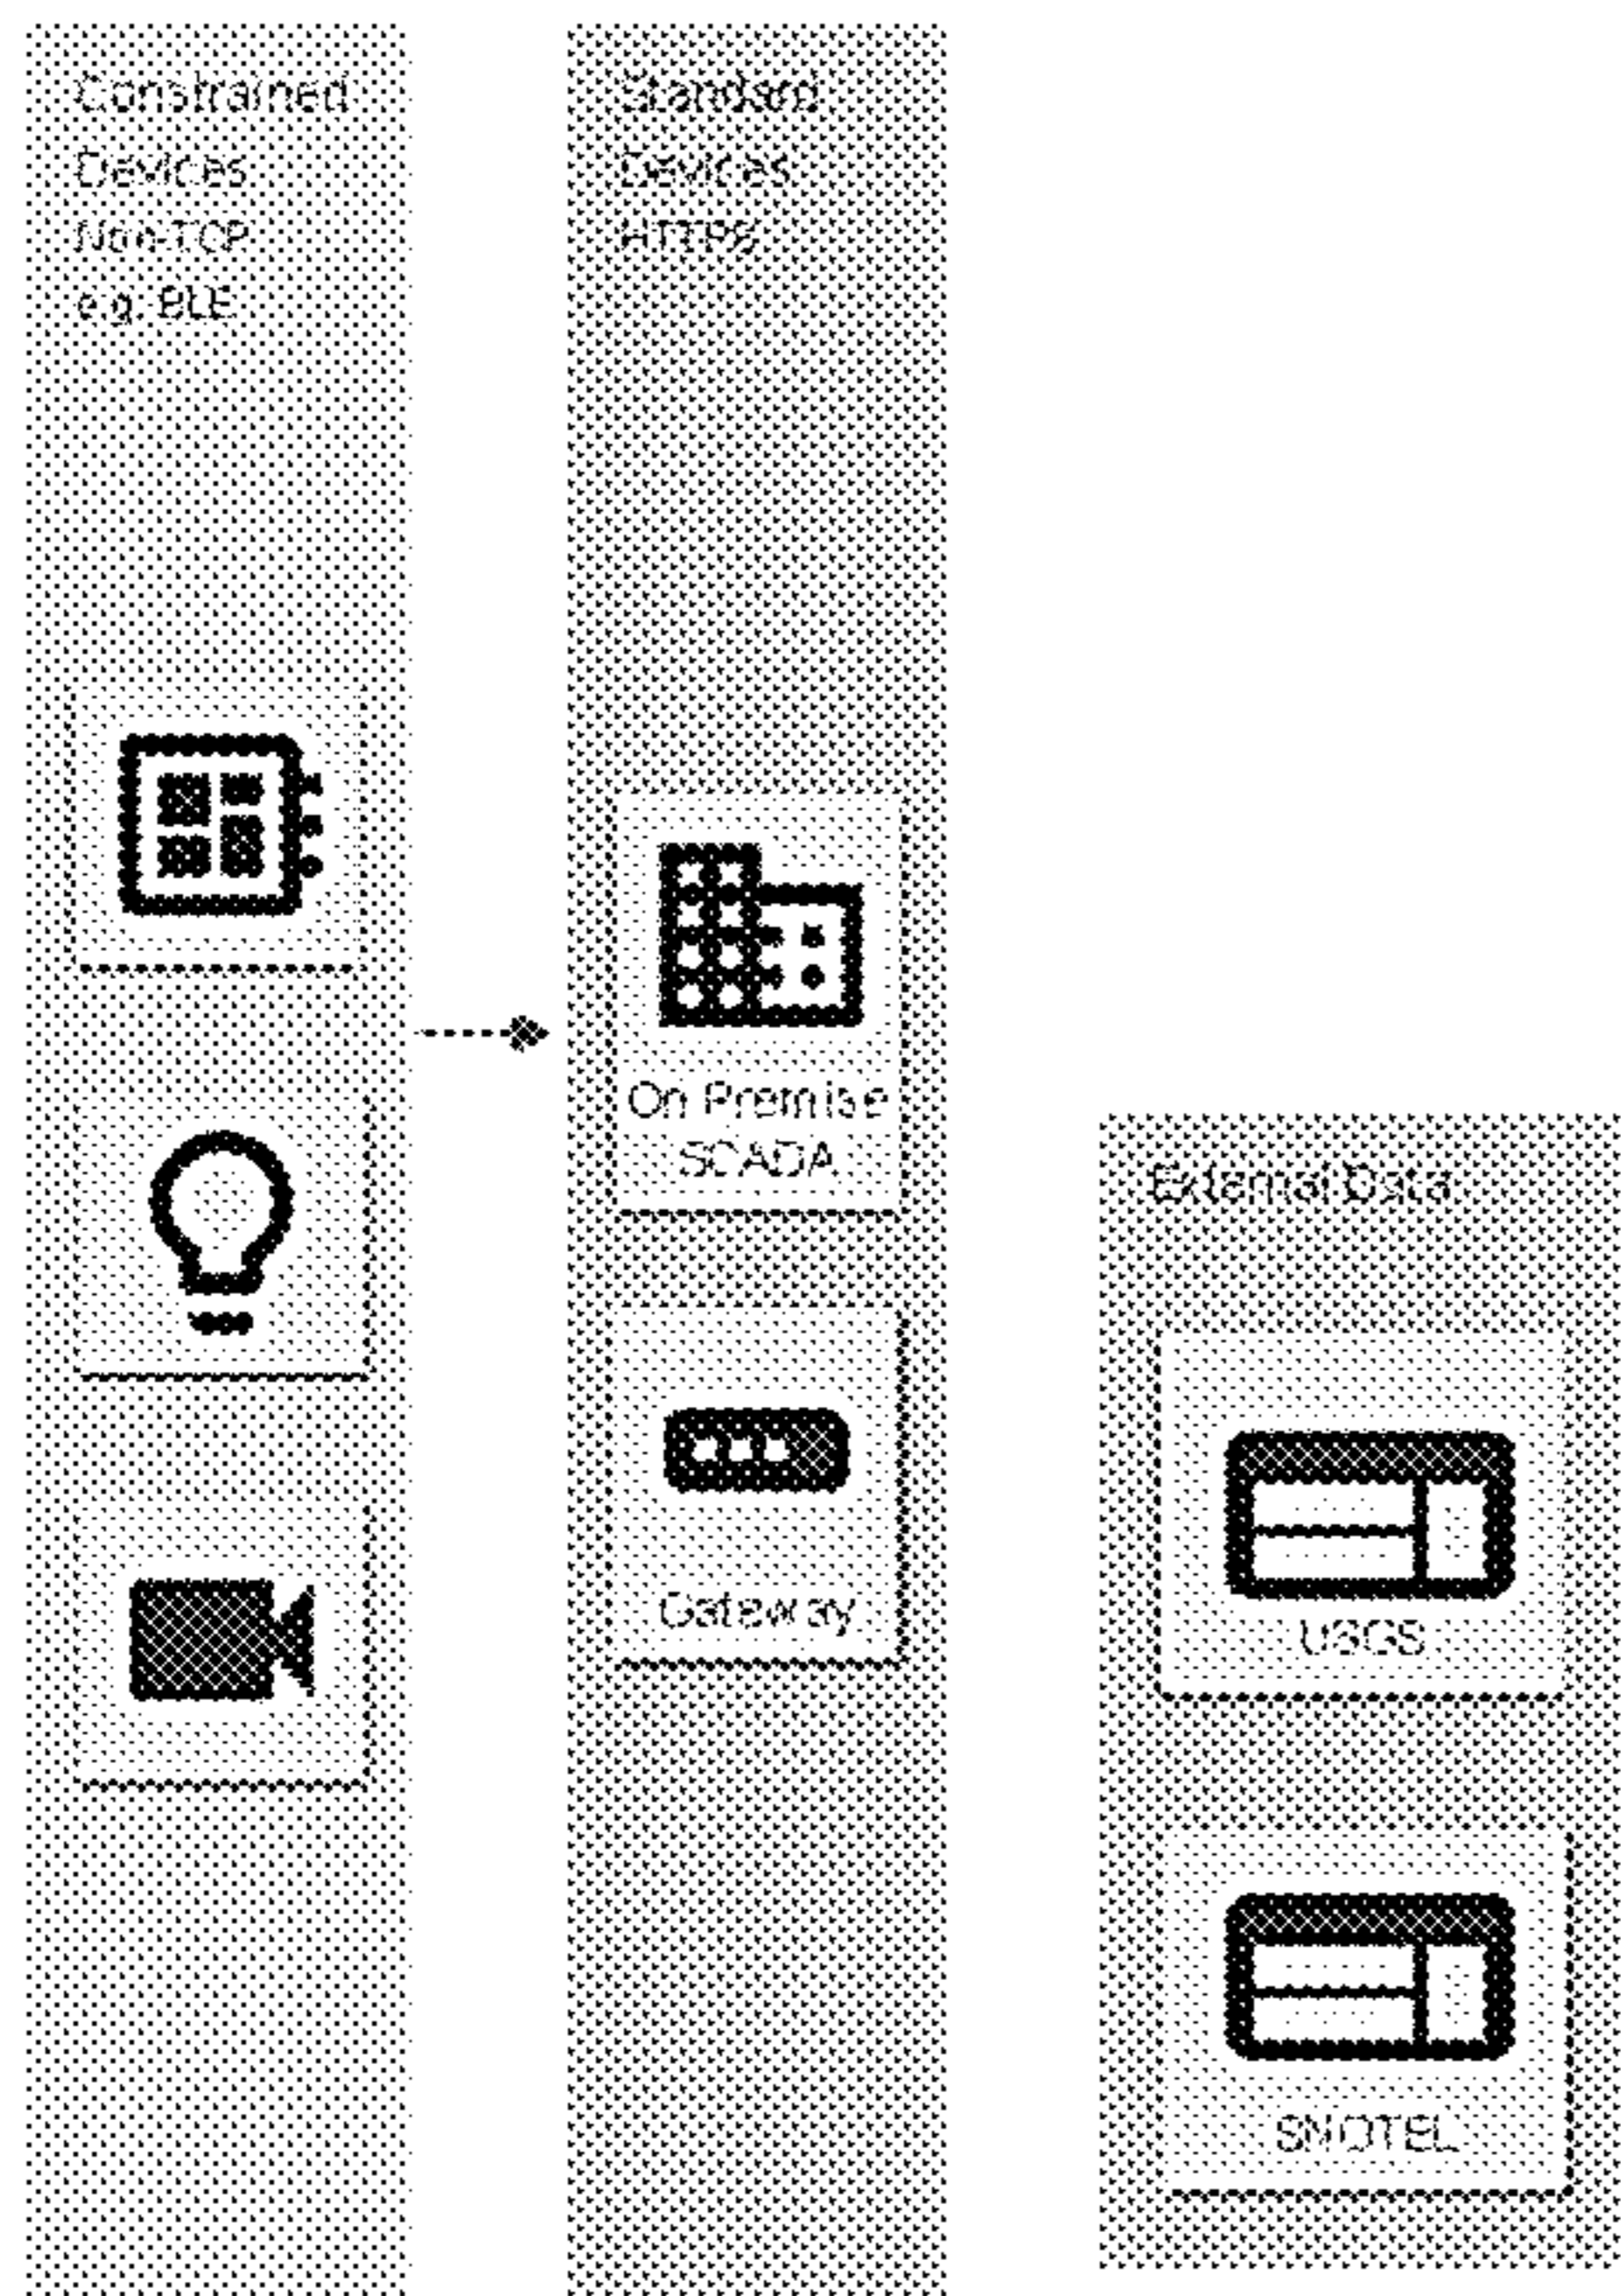 Constrained
Devices
Non-TCP
e.g. BLE
Standard
Devices
HTTPS
On Premise
SCADA
Gateway
External Data
USGS
SNOTEL